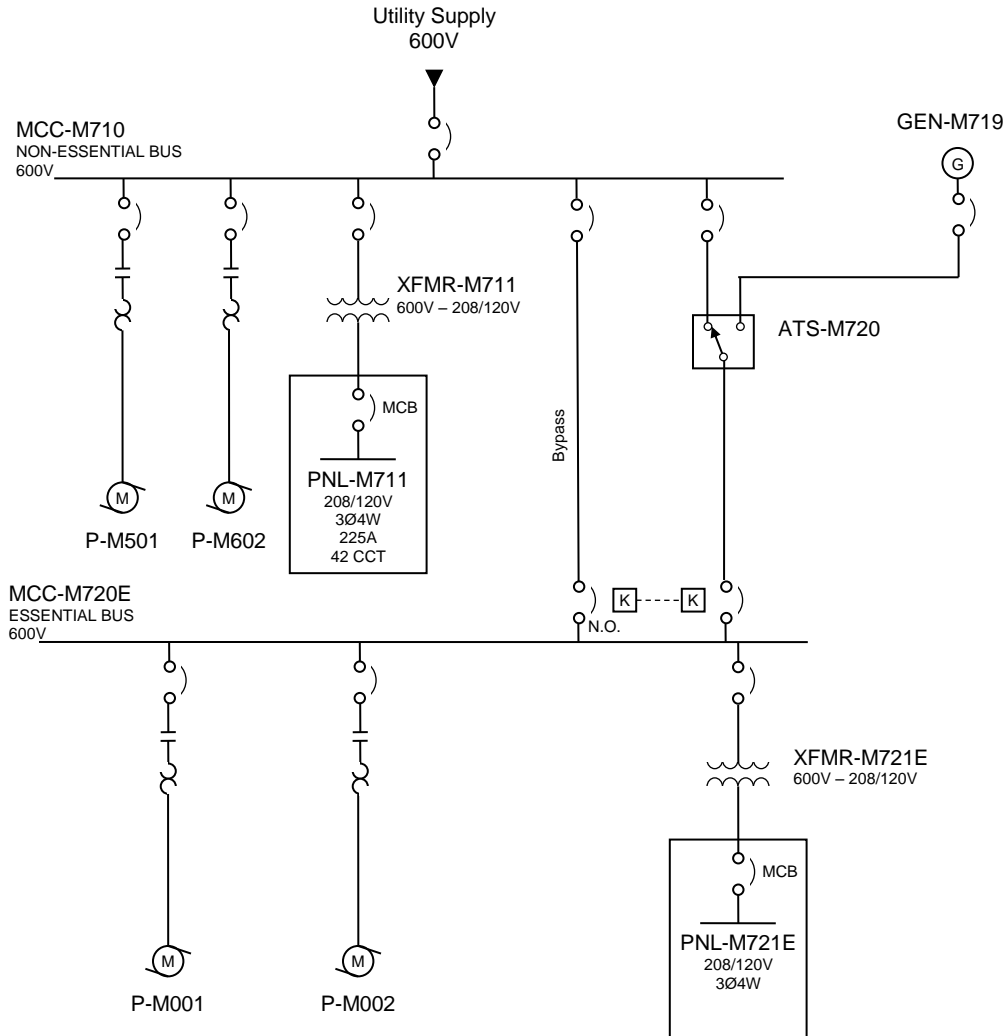 Utility Supply
600V
MCC-M710
NON-ESSENTIAL BUS
600V
GEN-M719
G
XFMR-M711
600V – 208/120V
ATS-M720
MCB
Bypass
PNL-M711
208/120V
3Ø4W
225A
42 CCT
M
M
P-M501
P-M602
MCC-M720E
ESSENTIAL BUS
600V
K
K
N.O.
XFMR-M721E
600V – 208/120V
MCB
PNL-M721E
208/120V
3Ø4W
M
M
P-M001
P-M002